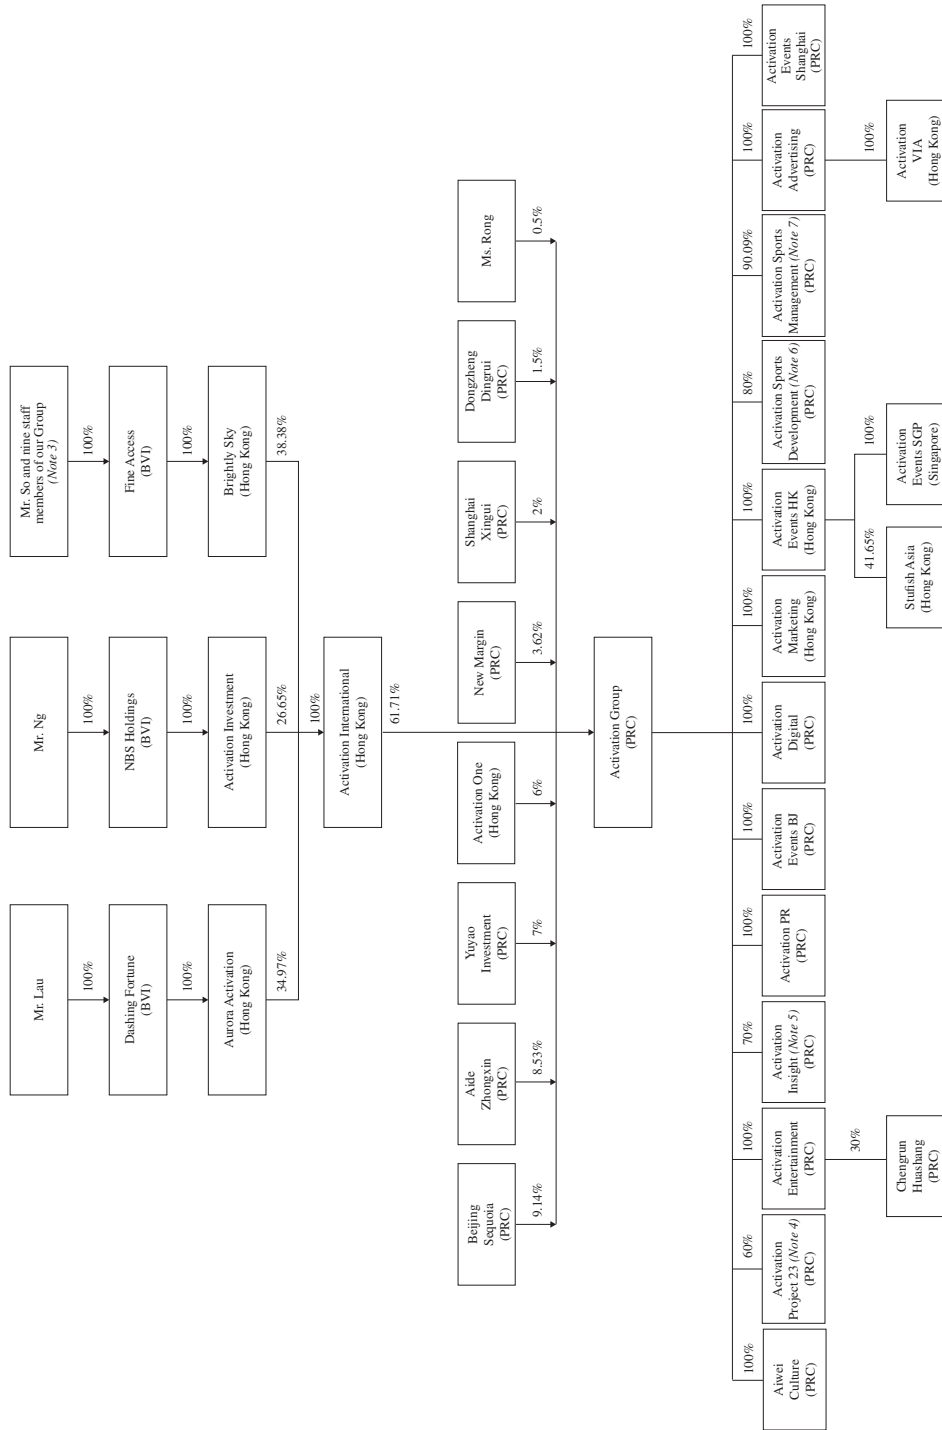 Mr. Lau
Mr. Ng
Mr. So and nine staff
members of our Group
(Note 3)
100%
100%
100%
Dashing Fortune
(BVI)
NBS Holdings
(BVI)
Fine Access
(BVI)
100%
100%
100%
Aurora Activation
(Hong Kong)
Activation Investment
(Hong Kong)
Brightly Sky
(Hong Kong)
34.97%
26.65%
38.38%
100%
Activation International
(Hong Kong)
61.71%
Beijing
Sequoia
(PRC)
Aide
Zhongxin
(PRC)
Yuyao
Investment
(PRC)
Activation One
(Hong Kong)
New Margin
(PRC)
Shanghai
Xingui
(PRC)
Dongzheng
Dingrui
(PRC)
Ms. Rong
9.14%
8.53%
7%
6%
3.62%
2%
1.5%
0.5%
Activation Group
(PRC)
100%
60%
100%
70%
100%
100%
100%
100%
100%
80%
90.09%
100%
100%
Aiwei
Culture
(PRC)
Activation
Project 23 (Note 4)
(PRC)
Activation
Entertainment
(PRC)
Activation
Insight (Note 5)
(PRC)
Activation PR
(PRC)
Activation
Events BJ
(PRC)
Activation
Digital
(PRC)
Activation
Marketing
(Hong Kong)
Activation
Events HK
(Hong Kong)
Activation Sports
Development (Note 6)
(PRC)
Activation Sports
Management (Note 7)
(PRC)
Activation
Advertising
(PRC)
Activation
Events
Shanghai
(PRC)
30%
41.65%
100%
100%
Chengrun
Huashang
(PRC)
Stufish Asia
(Hong Kong)
Activation
Events SGP
(Singapore)
Activation
VIA
(Hong Kong)